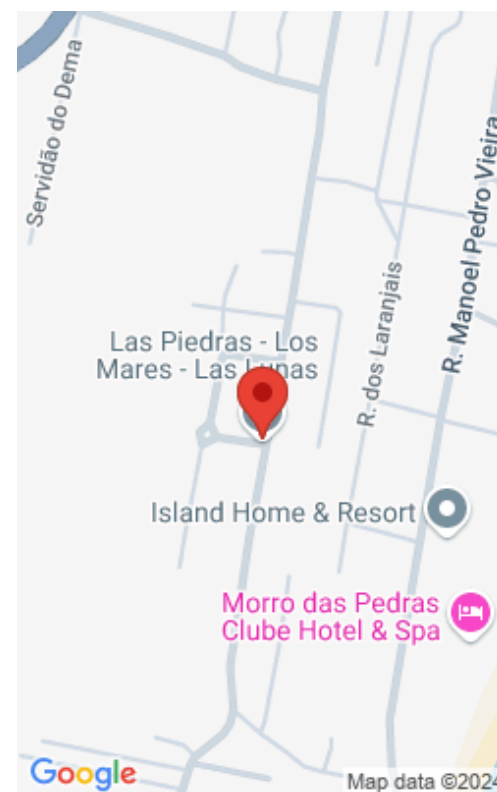 Servidão do Dema
R. Manoel Pedro Vieira
R. dos Laranjais
Las Piedras - Los
Mares - Las Lunas
Island Home & Resort
Morro das Pedras
Clube Hotel & Spa
Google
Map data ©2024